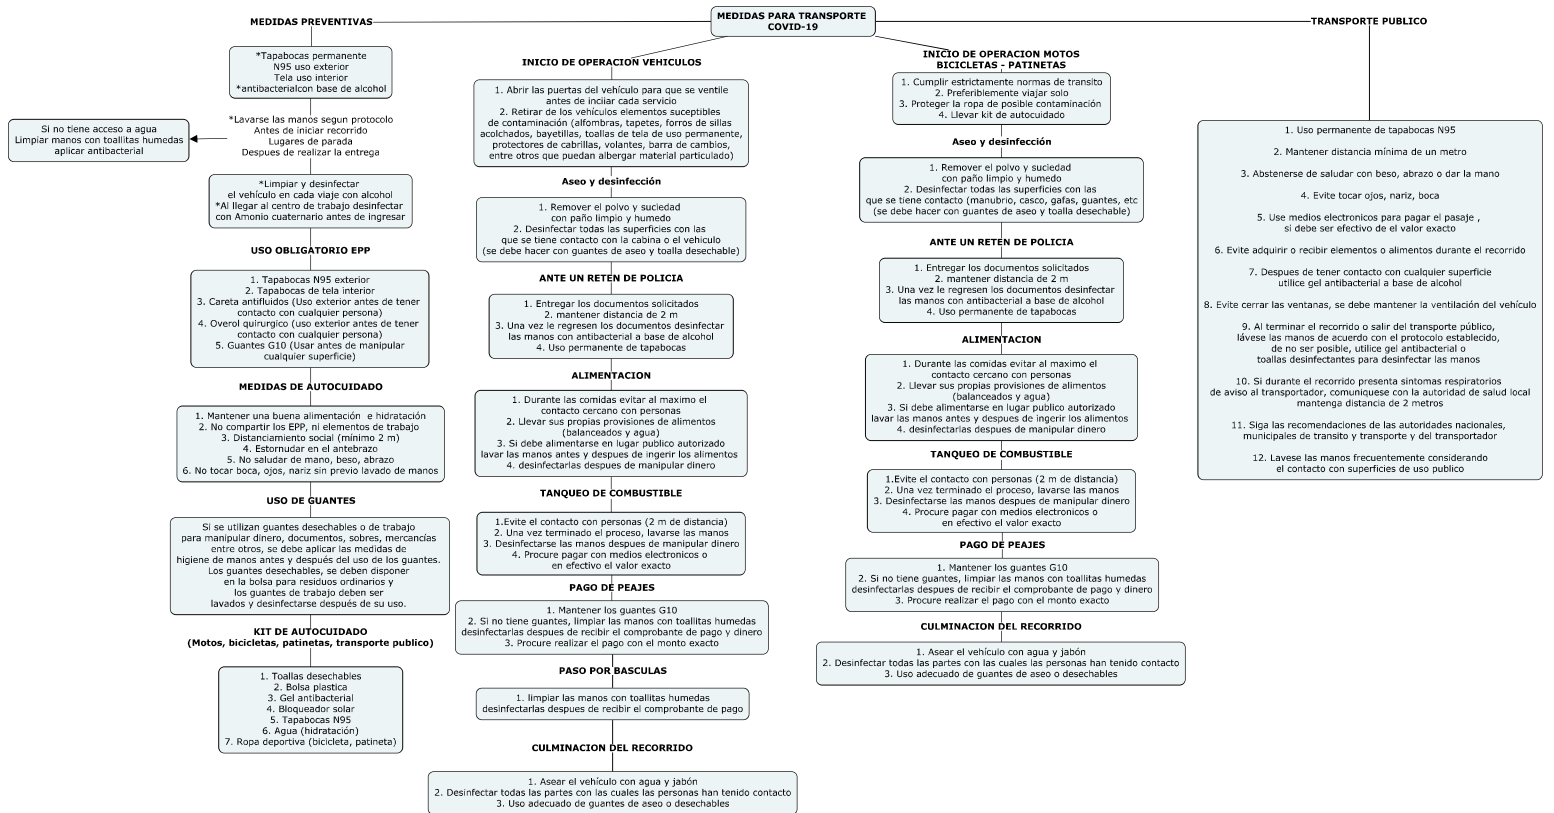 MEDIDAS PARA TRANSPORTE
COVID-19
MEDIDAS PREVENTIVAS
*Tapabocas permanente
N95 uso exterior
Tela uso interior
*antibacterialcon base de alcohol
*Lavarse las manos segun protocolo
Antes de iniciar recorrido
Lugares de parada
Despues de realizar la entrega
Si no tiene acceso a agua
Limpiar manos con toallitas humedas
aplicar antibacterial
*Limpiar y desinfectar
el vehículo en cada viaje con alcohol
*Al llegar al centro de trabajo desinfectar
con Amonio cuaternario antes de ingresar
USO OBLIGATORIO EPP
1. Tapabocas N95 exterior
2. Tapabocas de tela interior
3. Careta antifluidos (Uso exterior antes de tener
contacto con cualquier persona)
4. Overol quirurgico (uso exterior antes de tener
contacto con cualquier persona)
5. Guantes G10 (Usar antes de manipular
cualquier superficie)
MEDIDAS DE AUTOCUIDADO
1. Mantener una buena alimentación e hidratación
2. No compartir los EPP, ni elementos de trabajo
3. Distanciamiento social (mínimo 2 m)
4. Estornudar en el antebrazo
5. No saludar de mano, beso, abrazo
6. No tocar boca, ojos, nariz sin previo lavado de manos
USO DE GUANTES
Si se utilizan guantes desechables o de trabajo
para manipular dinero, documentos, sobres, mercancías
entre otros, se debe aplicar las medidas de
higiene de manos antes y después del uso de los guantes.
Los guantes desechables, se deben disponer
en la bolsa para residuos ordinarios y
los guantes de trabajo deben ser
lavados y desinfectarse después de su uso.
KIT DE AUTOCUIDADO
(Motos, bicicletas, patinetas, transporte publico)
1. Toallas desechables
2. Bolsa plastica
3. Gel antibacterial
4. Bloqueador solar
5. Tapabocas N95
6. Agua (hidratación)
7. Ropa deportiva (bicicleta, patineta)
INICIO DE OPERACION VEHICULOS
1. Abrir las puertas del vehículo para que se ventile
antes de inciiar cada servicio
2. Retirar de los vehículos elementos suceptibles
de contaminación (alfombras, tapetes, forros de sillas
acolchados, bayetillas, toallas de tela de uso permanente,
protectores de cabrillas, volantes, barra de cambios,
entre otros que puedan albergar material particulado)
Aseo y desinfección
1. Remover el polvo y suciedad
con paño limpio y humedo
2. Desinfectar todas las superficies con las
que se tiene contacto con la cabina o el vehiculo
(se debe hacer con guantes de aseo y toalla desechable)
ANTE UN RETEN DE POLICIA
1. Entregar los documentos solicitados
2. mantener distancia de 2 m
3. Una vez le regresen los documentos desinfectar
las manos con antibacterial a base de alcohol
4. Uso permanente de tapabocas
ALIMENTACION
1. Durante las comidas evitar al maximo el
contacto cercano con personas
2. Llevar sus propias provisiones de alimentos
(balanceados y agua)
3. Si debe alimentarse en lugar publico autorizado
lavar las manos antes y despues de ingerir los alimentos
4. desinfectarlas despues de manipular dinero
TANQUEO DE COMBUSTIBLE
1.Evite el contacto con personas (2 m de distancia)
2. Una vez terminado el proceso, lavarse las manos
3. Desinfectarse las manos despues de manipular dinero
4. Procure pagar con medios electronicos o
en efectivo el valor exacto
PAGO DE PEAJES
1. Mantener los guantes G10
2. Si no tiene guantes, limpiar las manos con toallitas humedas
desinfectarlas despues de recibir el comprobante de pago y dinero
3. Procure realizar el pago con el monto exacto
PASO POR BASCULAS
1. limpiar las manos con toallitas humedas
desinfectarlas despues de recibir el comprobante de pago
CULMINACION DEL RECORRIDO
1. Asear el vehículo con agua y jabón
2. Desinfectar todas las partes con las cuales las personas han tenido contacto
3. Uso adecuado de guantes de aseo o desechables
INICIO DE OPERACION MOTOS
BICICLETAS - PATINETAS
1. Cumplir estrictamente normas de transito
2. Preferiblemente viajar solo
3. Proteger la ropa de posible contaminación
4. Llevar kit de autocuidado
Aseo y desinfección
1. Remover el polvo y suciedad
con paño limpio y humedo
2. Desinfectar todas las superficies con las
que se tiene contacto (manubrio, casco, gafas, guantes, etc
(se debe hacer con guantes de aseo y toalla desechable)
ANTE UN RETEN DE POLICIA
1. Entregar los documentos solicitados
2. mantener distancia de 2 m
3. Una vez le regresen los documentos desinfectar
las manos con antibacterial a base de alcohol
4. Uso permanente de tapabocas
ALIMENTACION
1. Durante las comidas evitar al maximo el
contacto cercano con personas
2. Llevar sus propias provisiones de alimentos
(balanceados y agua)
3. Si debe alimentarse en lugar publico autorizado
lavar las manos antes y despues de ingerir los alimentos
4. desinfectarlas despues de manipular dinero
TANQUEO DE COMBUSTIBLE
1.Evite el contacto con personas (2 m de distancia)
2. Una vez terminado el proceso, lavarse las manos
3. Desinfectarse las manos despues de manipular dinero
4. Procure pagar con medios electronicos o
en efectivo el valor exacto
PAGO DE PEAJES
1. Mantener los guantes G10
2. Si no tiene guantes, limpiar las manos con toallitas humedas
desinfectarlas despues de recibir el comprobante de pago y dinero
3. Procure realizar el pago con el monto exacto
CULMINACION DEL RECORRIDO
1. Asear el vehículo con agua y jabón
2. Desinfectar todas las partes con las cuales las personas han tenido contacto
3. Uso adecuado de guantes de aseo o desechables
TRANSPORTE PUBLICO
1. Uso permanente de tapabocas N95
2. Mantener distancia mínima de un metro
3. Abstenerse de saludar con beso, abrazo o dar la mano
4. Evite tocar ojos, nariz, boca
5. Use medios electronicos para pagar el pasaje ,
si debe ser efectivo de el valor exacto
6. Evite adquirir o recibir elementos o alimentos durante el recorrido
7. Despues de tener contacto con cualquier superficie
utilice gel antibacterial a base de alcohol
8. Evite cerrar las ventanas, se debe mantener la ventilación del vehículo
9. Al terminar el recorrido o salir del transporte público,
lávese las manos de acuerdo con el protocolo establecido,
de no ser posible, utilice gel antibacterial o
toallas desinfectantes para desinfectar las manos
10. Si durante el recorrido presenta sintomas respiratorios
de aviso al transportador, comuniquese con la autoridad de salud local
mantenga distancia de 2 metros
11. Siga las recomendaciones de las autoridades nacionales,
municipales de transito y transporte y del transportador
12. Lavese las manos frecuentemente considerando
el contacto con superficies de uso publico